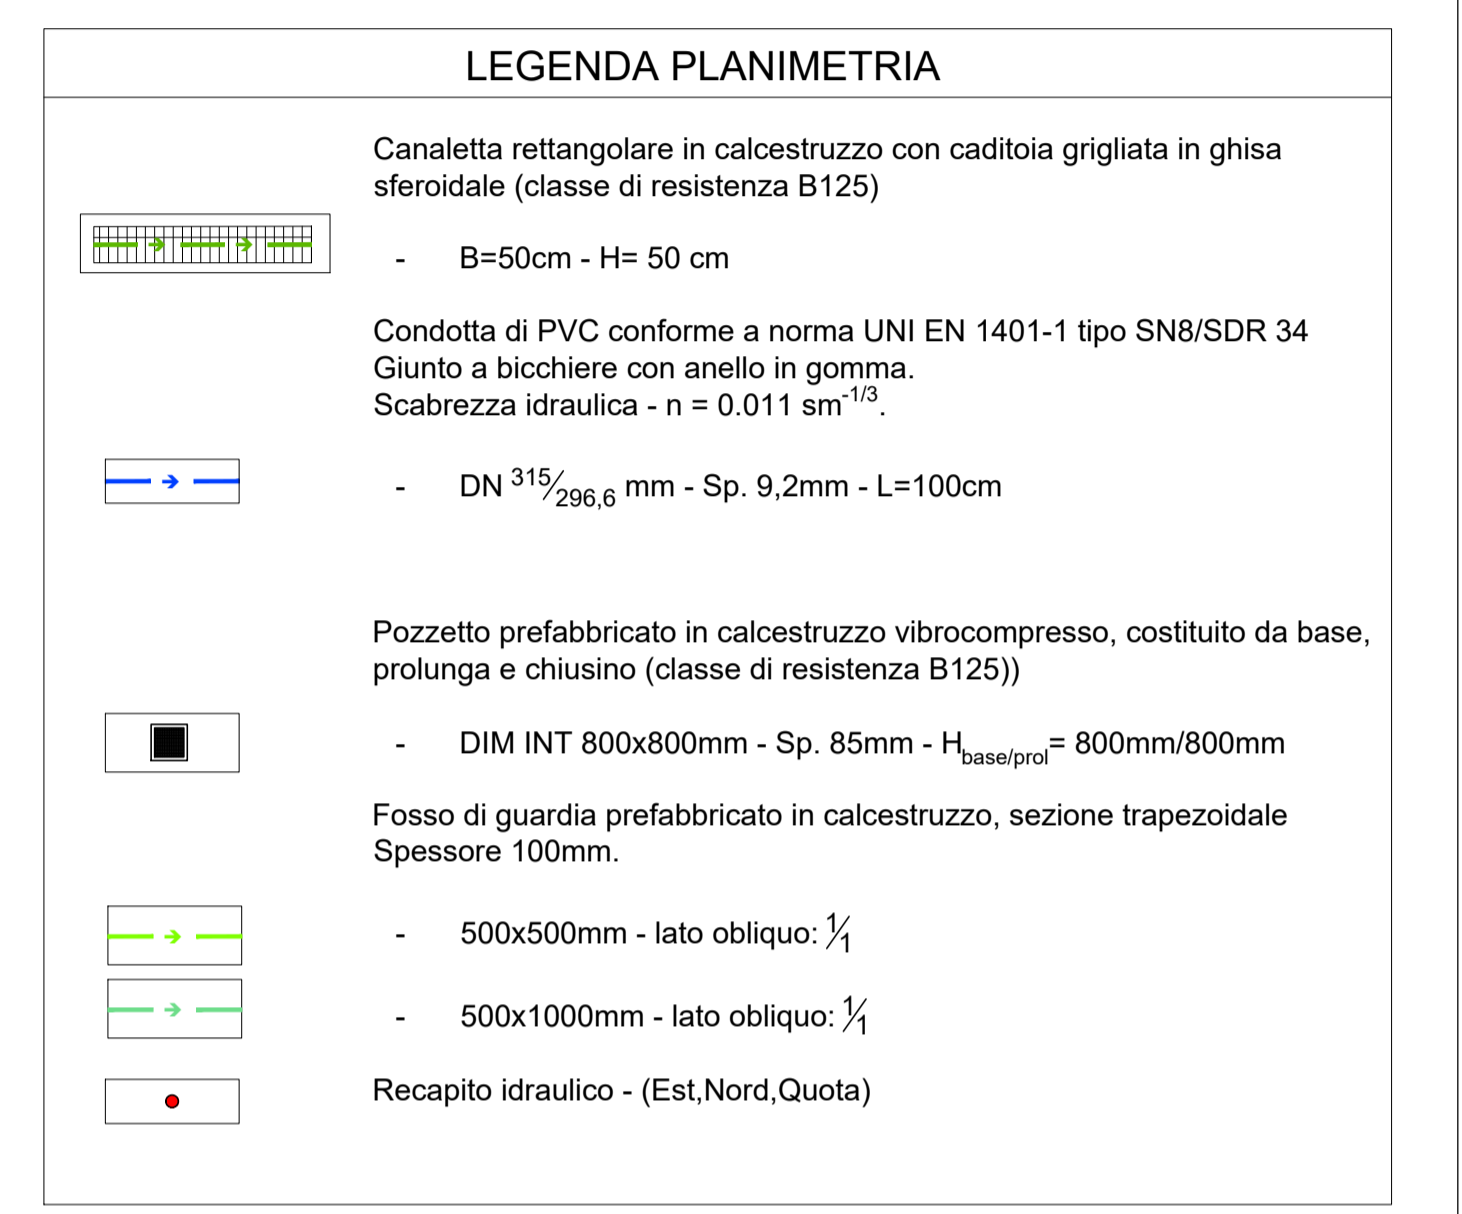 LEGENDA PLANIMETRIA
Canaletta rettangolare in calcestruzzo con caditoia grigliata in ghisa
sferoidale (classe di resistenza B125)
- B=50cm - H= 50 cm
Condotta di PVC conforme a norma UNI EN 1401-1 tipo SN8/SDR 34
Giunto a bicchiere con anello in gomma.
Scabrezza idraulica - n = 0.011 sm^-1/3.
- DN 315/296,6 mm - Sp. 9,2mm - L=100cm
Pozzetto prefabbricato in calcestruzzo vibrocompresso, costituito da base,
prolunga e chiusino (classe di resistenza B125))
- DIM INT 800x800mm - Sp. 85mm - Hbase/prol= 800mm/800mm
Fosso di guardia prefabbricato in calcestruzzo, sezione trapezoidale
Spessore 100mm.
- 500x500mm - lato obliquo: 1/1
- 500x1000mm - lato obliquo: 1/1
Recapito idraulico - (Est,Nord,Quota)